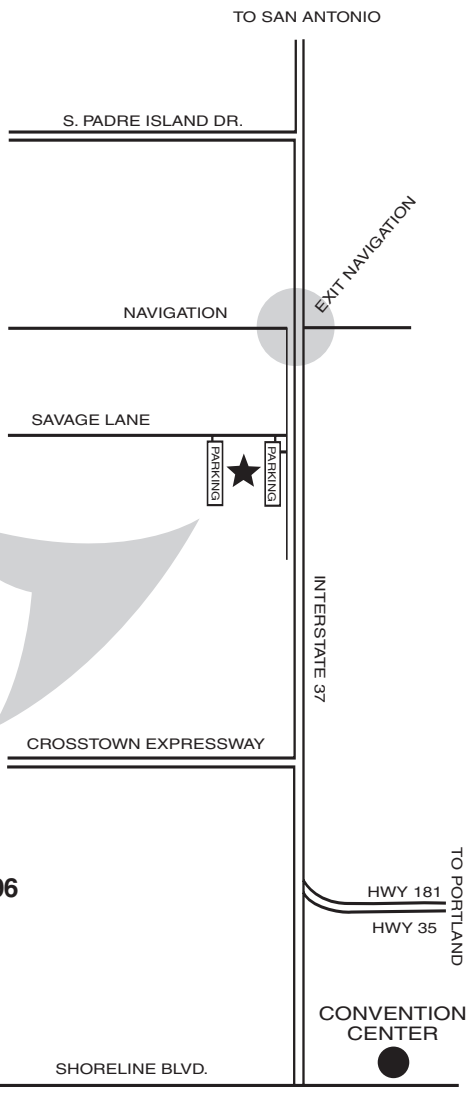 TO SAN ANTONIO
S. PADRE ISLAND DR.
EXIT NAVIGATION
NAVIGATION
SAVAGE LANE
PARKING
PARKING
INTERSTATE 37
CROSSTOWN EXPRESSWAY
TO PORTLAND
HWY 181
HWY 35
CONVENTION
CENTER
SHORELINE BLVD.